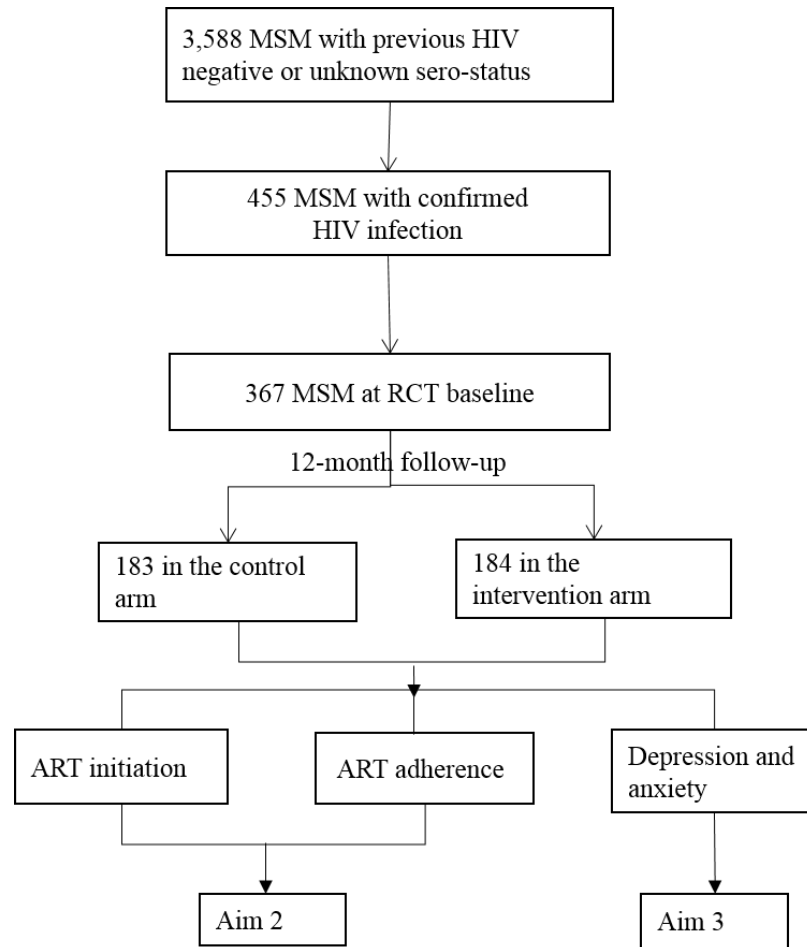 3,588 MSM with previous HIV
negative or unknown sero-status
455 MSM with confirmed
HIV infection
367 MSM at RCT baseline
12-month follow-up
183 in the control
arm
184 in the
intervention arm
ART initiation
ART adherence
Depression and
anxiety
Aim 2
Aim 3